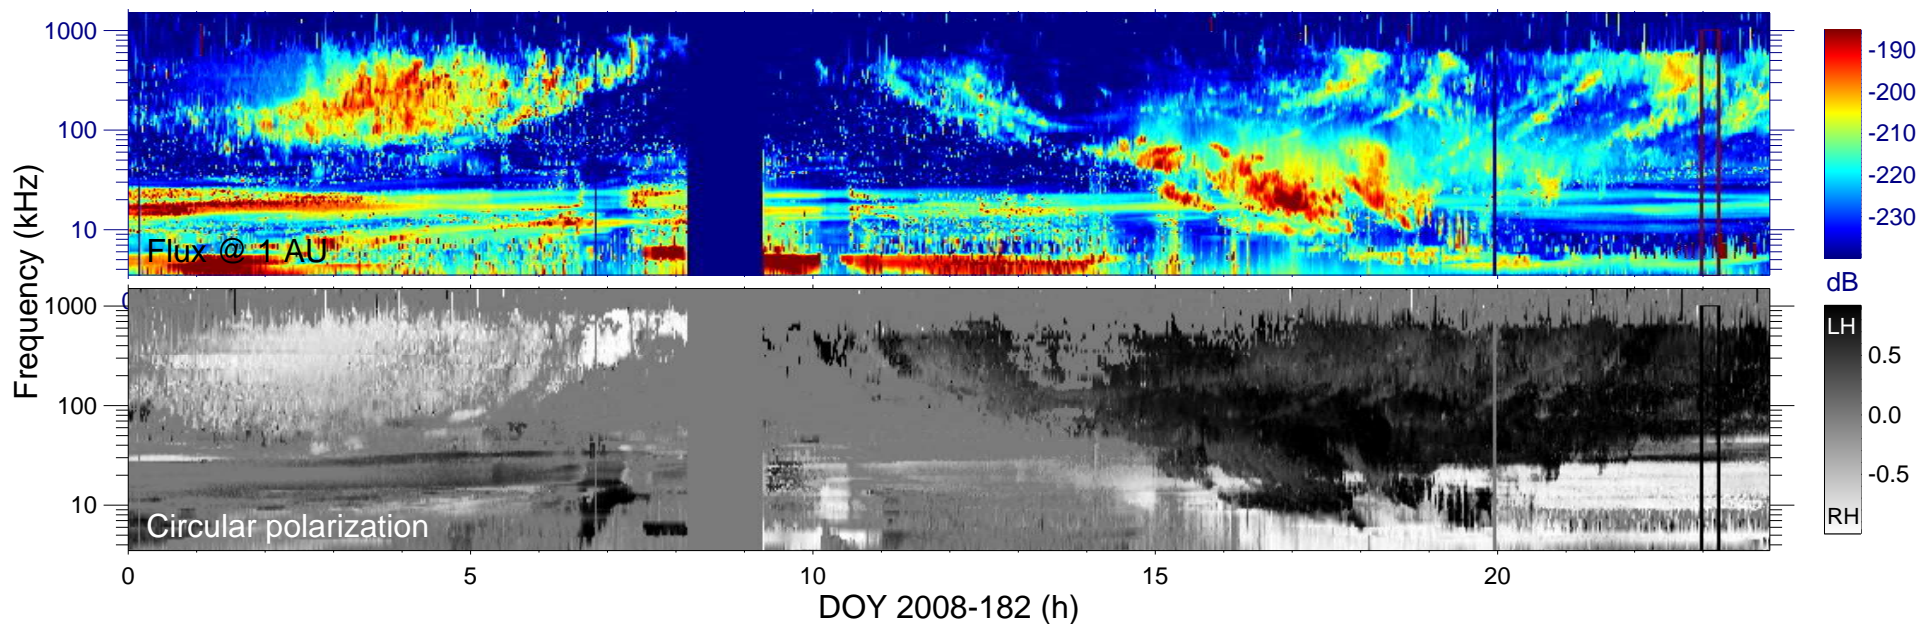 1000
100
10
Flux @ 1 AU
-190
-200
-210
-220
-230
dB
0
Frequency (kHz)
1000
100
10
Circular polarization
LH
0.5
0.0
-0.5
RH
0 5 10 15 20
DOY 2008-182 (h)